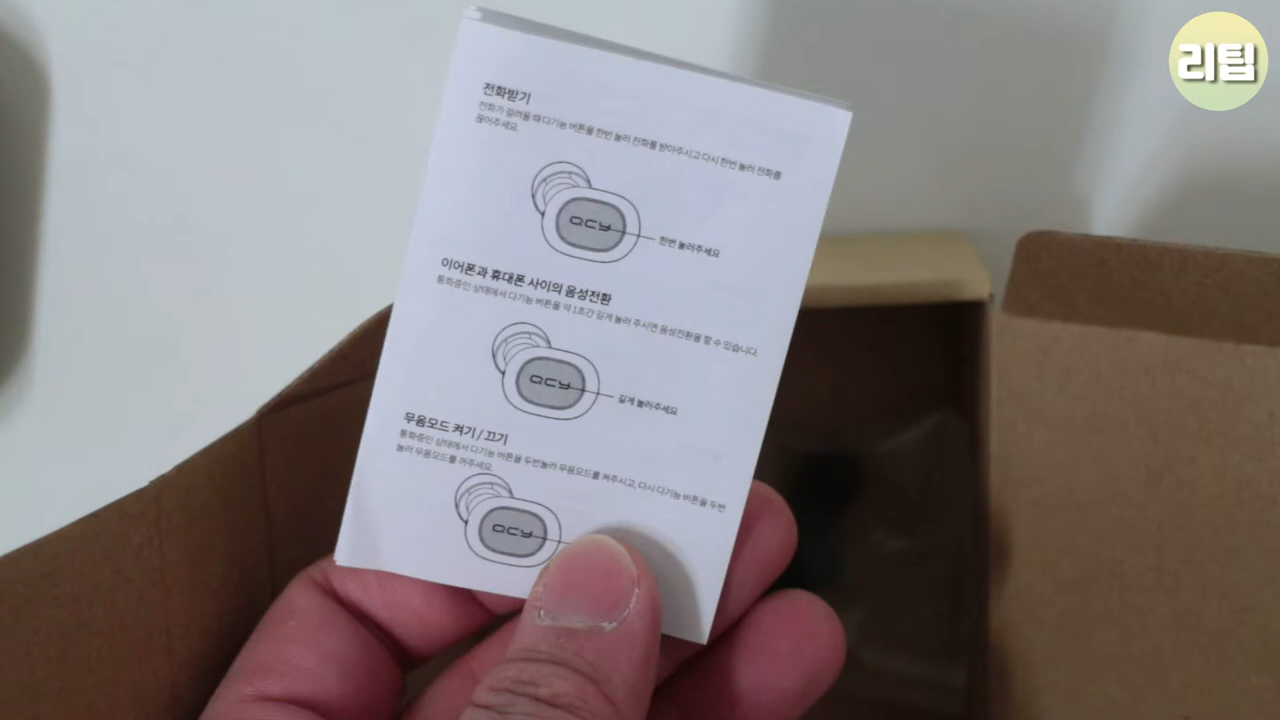 리팁
전화받기
전화가 걸려올 때 다기능 버튼을 한번 눌러 전화를 받아주시고 다시 한번 눌러 전화를
끊어주세요.
QCY
한번 눌러주세요
이어폰과 휴대폰 사이의 음성전환
통화중인 상태에서 다기능 버튼을 약 1초간 길게 눌러 주시면 음성전환을 할 수 있습니다.
QCY
길게 눌러주세요
무음모드 켜기 / 끄기
통화중인 상태에서 다기능 버튼을 두번눌러 무음모드를 켜주시고, 다시 다기능 버튼을 두번
눌러 무음모드를 꺼주세요.
QCY